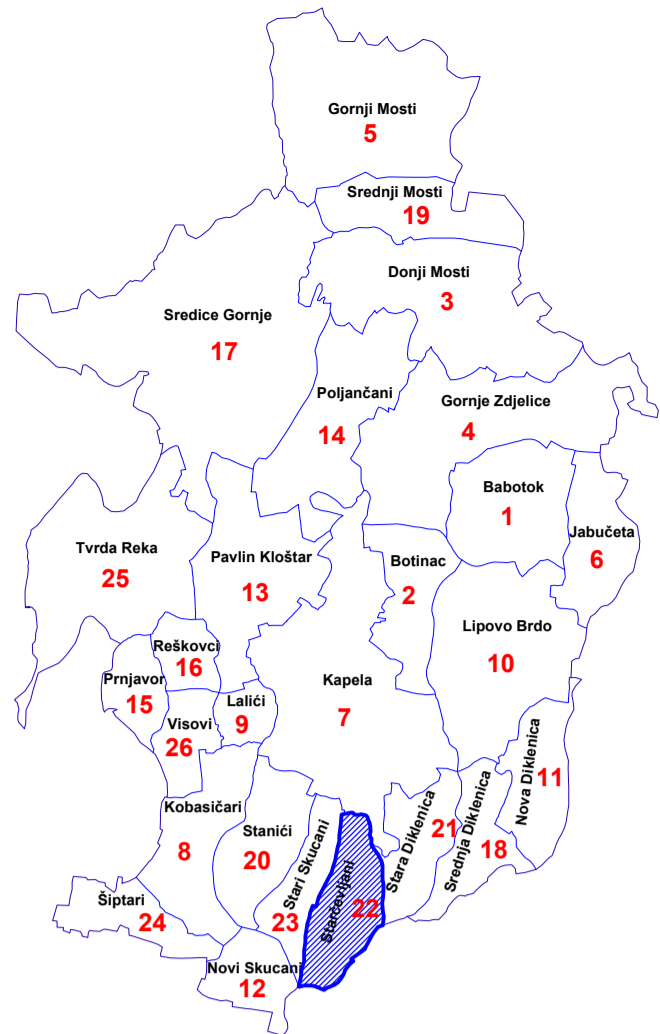 Gornji Mosti
5
Srednji Mosti
19
Donji Mosti
3
Sredice Gornje
17
Poljančani
14
Gornje Zdjelice
4
Babotok
1
Jabučeta
6
Tvrda Reka
25
Pavlin Kloštar
13
Botinac
2
Lipovo Brdo
10
Reškovci
16
Prnjavor
15
Kapela
7
Lalići
9
Visovi
26
Nova Diklenica
11
Kobasičari
8
Stanići
20
Stari Skucani
23
Starčevljani
22
Stara Diklenica
21
Srednja Diklenica
18
Šiptari
24
Novi Skucani
12